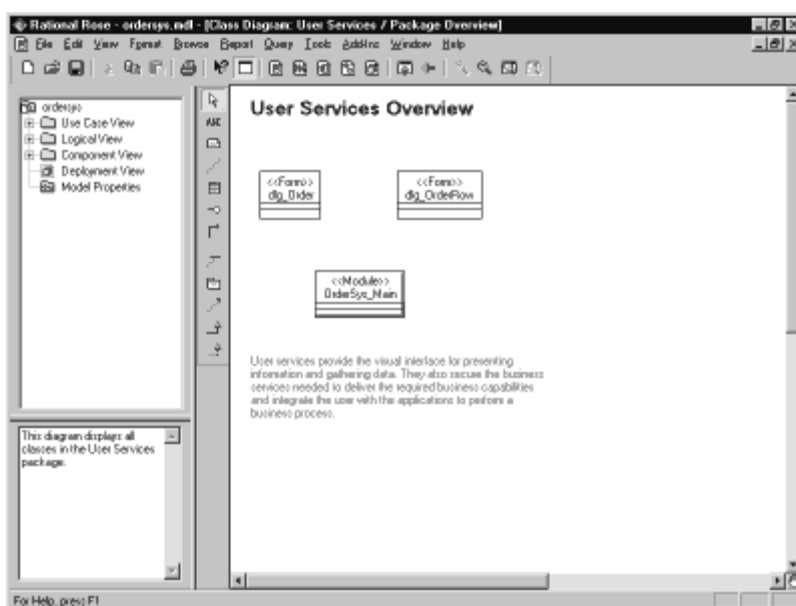 Rational Rose - ordersys.mdl - [Class Diagram: User Services / Package Overview]
File Edit View Format Browse Report Query Tools Add-Ins Window Help
ordersys
Use Case View
Logical View
Component View
Deployment View
Model Properties
ABC
User Services Overview
<<Form>>
dlg_Order
<<Form>>
dlg_OrderRow
<<Module>>
OrderSys_Main
User services provide the visual interface for presenting
information and gathering data. They also secure the business
services needed to deliver the required business capabilities
and integrate the user with the applications to perform a
business process.
This diagram displays all
classes in the User Services
package.
For Help, press F1